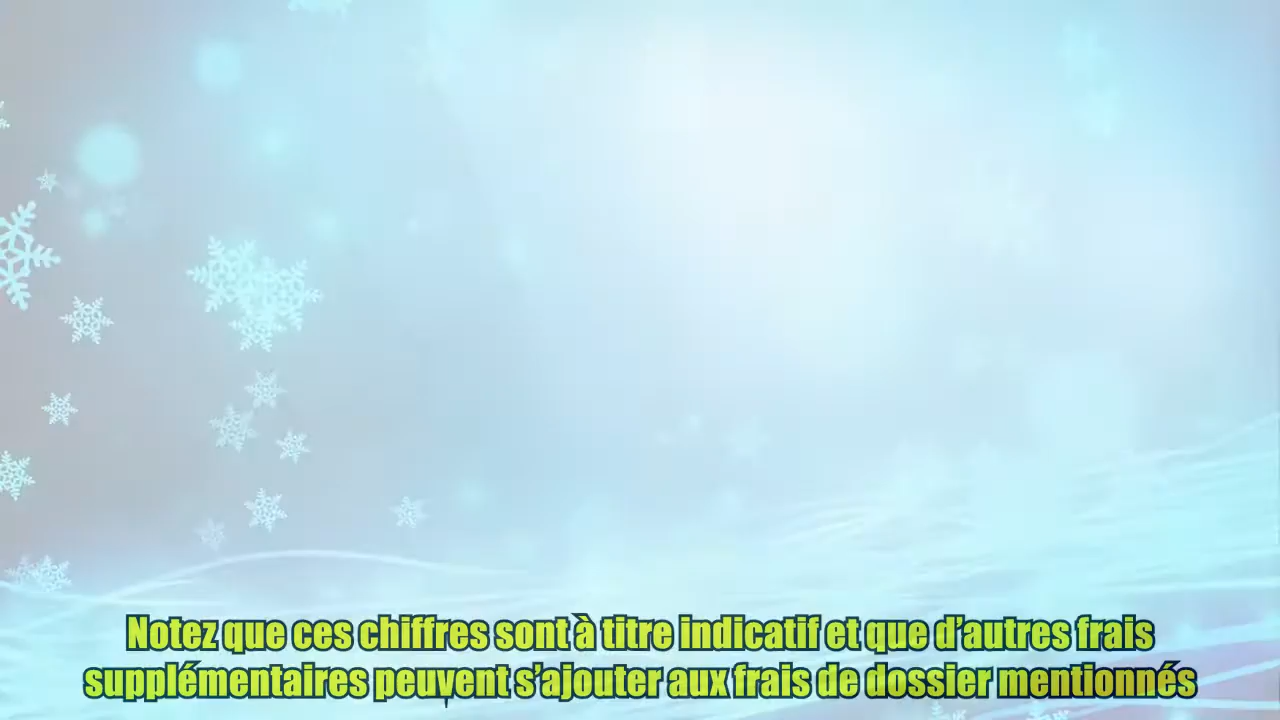 Notez que ces chiffres sont à titre indicatif et que d’autres frais
supplémentaires peuvent s’ajouter aux frais de dossier mentionnés